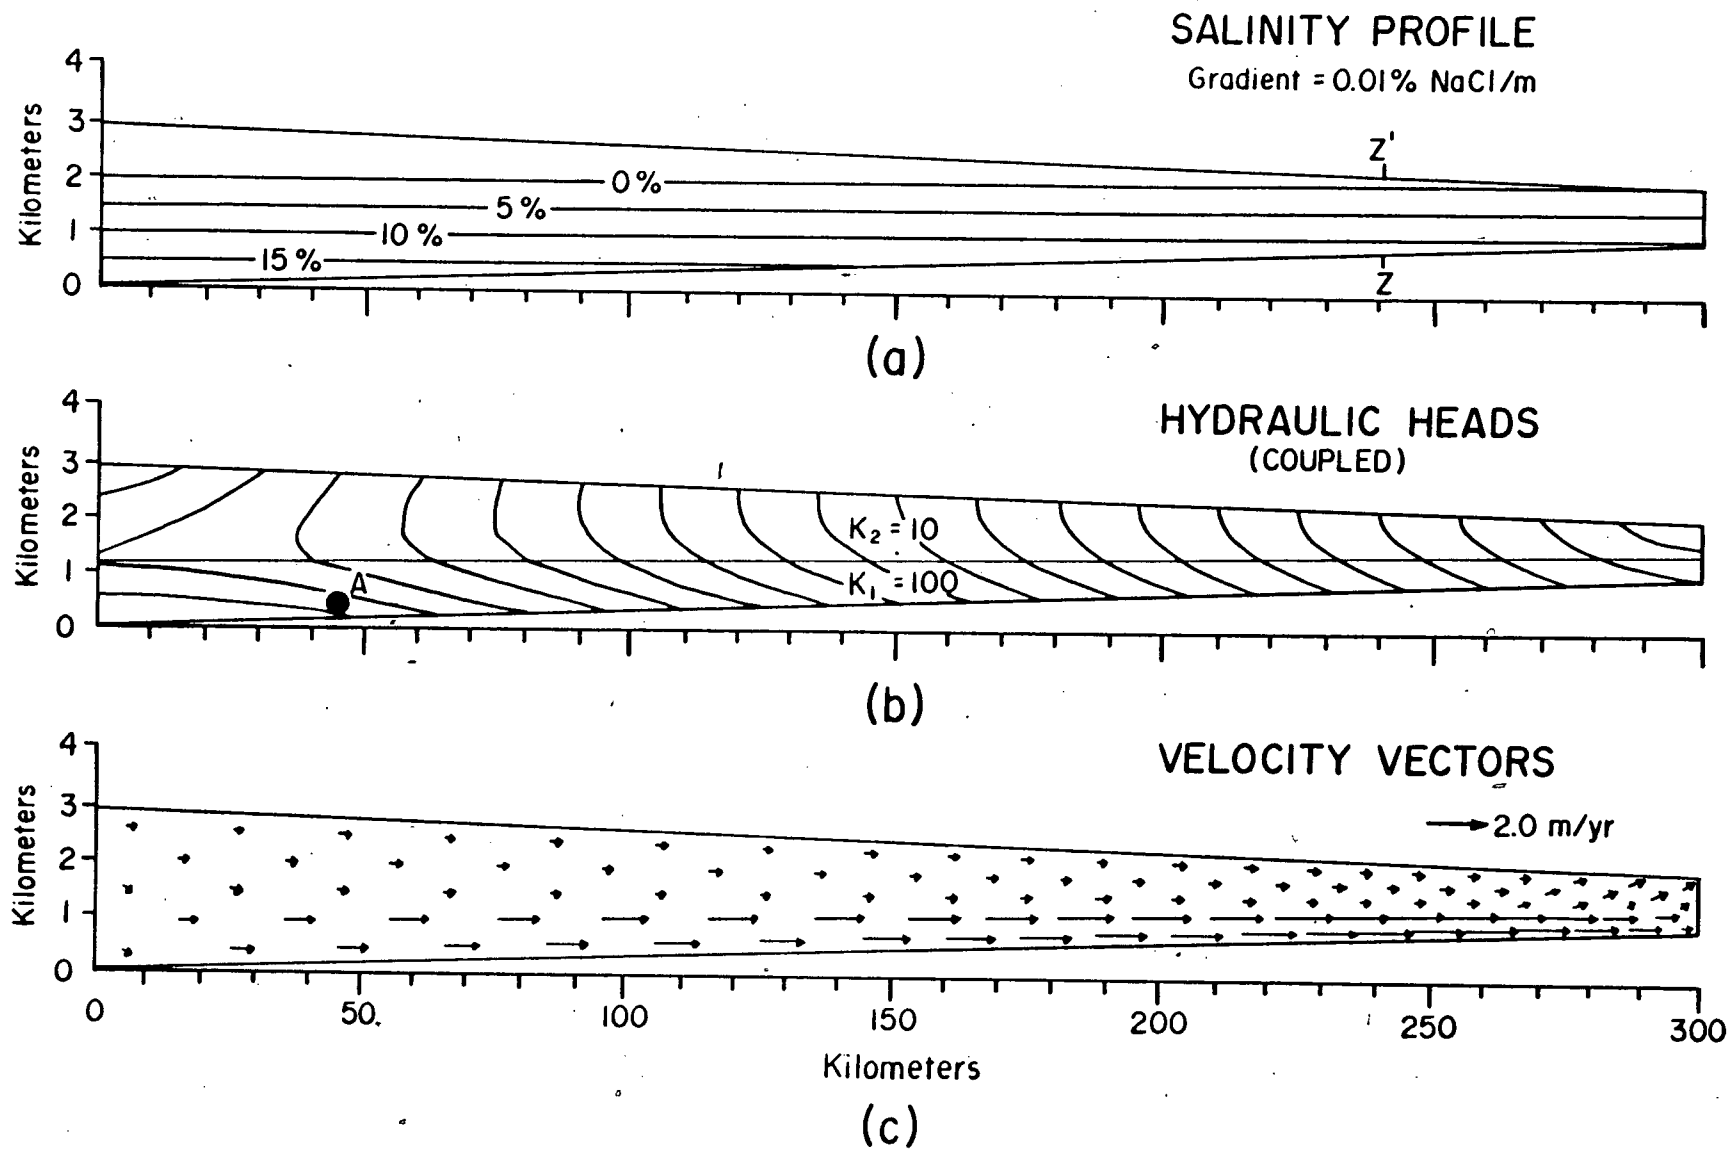 SALINITY PROFILE
Gradient = 0.01% NaCl/m
Kilometers
4
3
2
1
0
0%
5%
10%
15%
Z'
Z
(a)
HYDRAULIC HEADS
(COUPLED)
Kilometers
4
3
2
1
0
A
K₂ = 10
K₁ = 100
(b)
VELOCITY VECTORS
2.0 m/yr
Kilometers
4
3
2
1
0
0 50 100 150 200 250 300
Kilometers
(c)